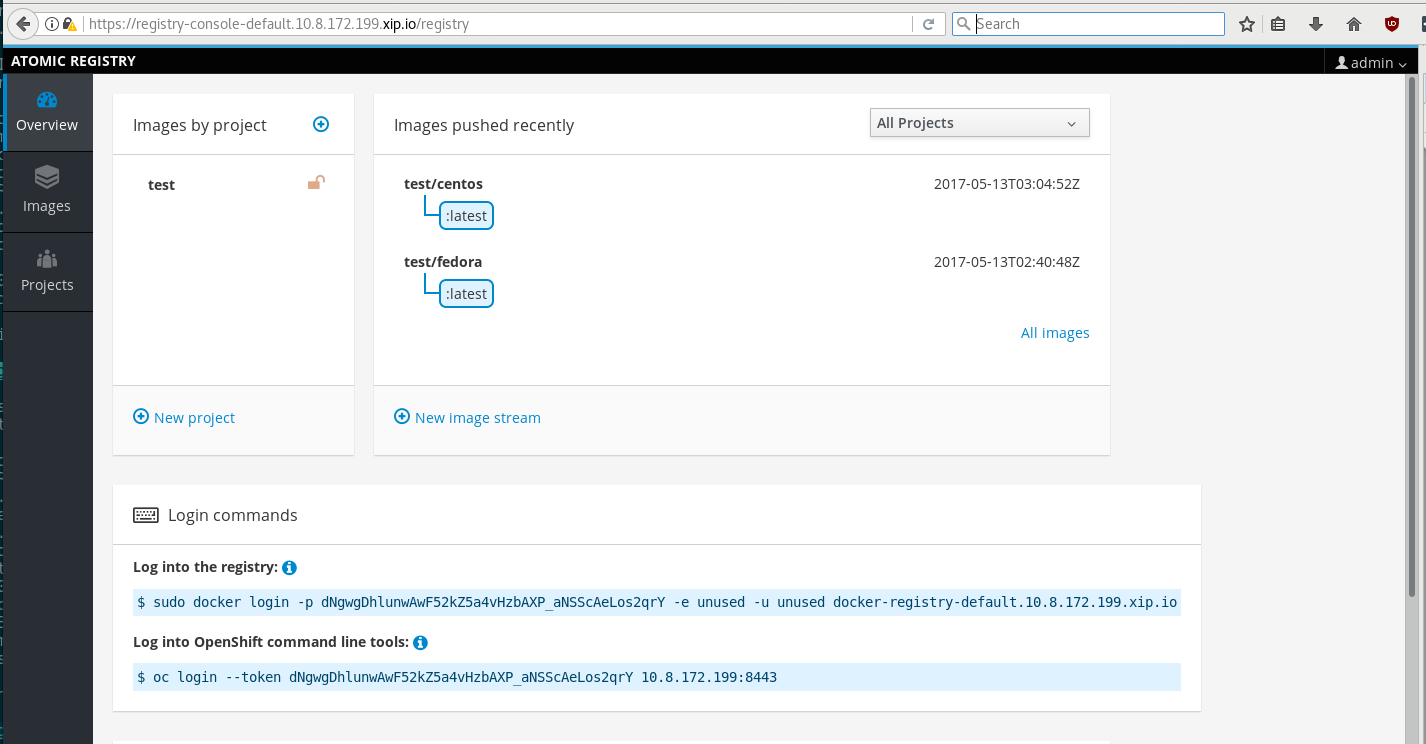 https://registry-console-default.10.8.172.199.xip.io/registry
Search
ATOMIC REGISTRY
admin
Overview
Images
Projects
Images by project
test
New project
Images pushed recently
All Projects
test/centos
2017-05-13T03:04:52Z
:latest
test/fedora
2017-05-13T02:40:48Z
:latest
All images
New image stream
Login commands
Log into the registry:
$ sudo docker login -p dNgwgDhlunwAwF52kZ5a4vHzbAXP_aNSScAeLos2qrY -e unused -u unused docker-registry-default.10.8.172.199.xip.io
Log into OpenShift command line tools:
$ oc login --token dNgwgDhlunwAwF52kZ5a4vHzbAXP_aNSScAeLos2qrY 10.8.172.199:8443